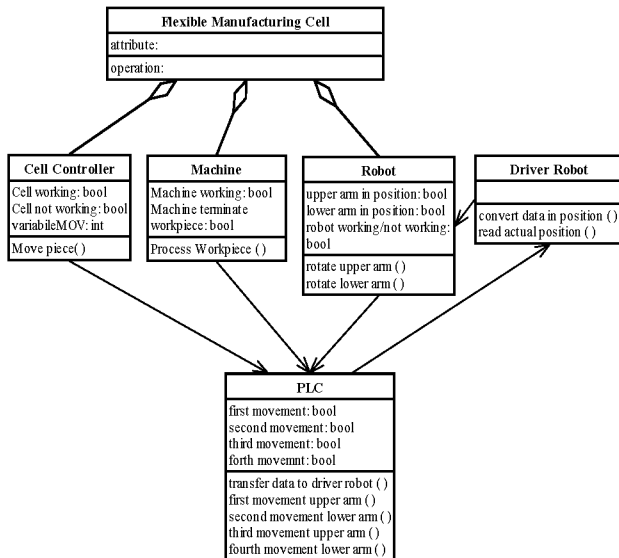 Flexible Manufacturing Cell
attribute:
operation:
Cell Controller
Cell working: bool
Cell not working: bool
variabileMOV: int
Move piece()
Machine
Machine working: bool
Machine terminate
workpiece: bool
Process Workpiece ( )
Robot
upper arm in position: bool
lower arm in position: bool
robot working/not working:
bool
rotate upper arm ( )
rotate lower arm ( )
Driver Robot
convert data in position ( )
read actual position ( )
PLC
first movement: bool
second movement: bool
third movement: bool
forth movemnt: bool
transfer data to driver robot ( )
first movement upper arm ( )
second movement lower arm ( )
third movement upper arm ( )
fourth movement lower arm ( )